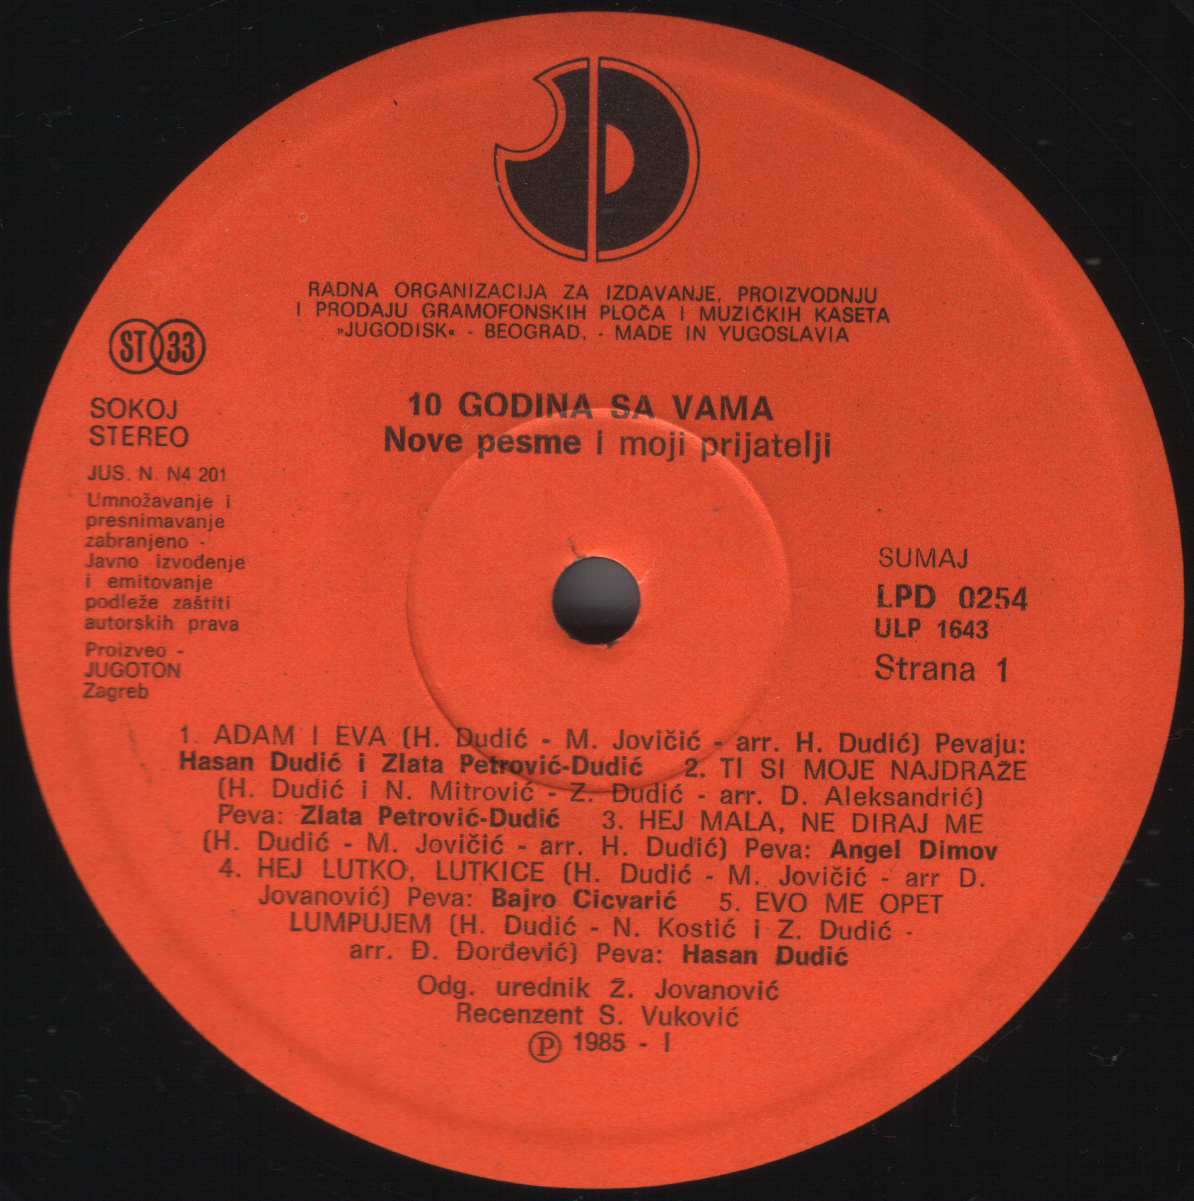 RADNA ORGANIZACIJA ZA IZDAVANJE, PROIZVODNJU
I PRODAJU GRAMOFONSKIH PLOČA I MUZIČKIH KASETA
»JUGODISK« - BEOGRAD, - MADE IN YUGOSLAVIA
ST 33
SOKOJ
STEREO
JUS. N. N4 201
Umnožavanje i
presnimavanje
zabranjeno -
Javno izvođenje
i emitovanje
podleže zaštiti
autorskih prava
Proizveo -
JUGOTON
Zagreb
10 GODINA SA VAMA
Nove pesme i moji prijatelji
SUMAJ
LPD 0254
ULP 1643
Strana 1
1. ADAM I EVA (H. Dudić - M. Jovičić - arr. H. Dudić) Pevaju:
Hasan Dudić i Zlata Petrović-Dudić 2. TI SI MOJE NAJDRAŽE
(H. Dudić i N. Mitrović - Z. Dudić - arr. D. Aleksandrić)
Peva: Zlata Petrović-Dudić 3. HEJ MALA, NE DIRAJ ME
(H. Dudić - M. Jovičić - arr. H. Dudić) Peva: Angel Dimov
4. HEJ LUTKO, LUTKICE (H. Dudić - M. Jovičić - arr D.
Jovanović) Peva: Bajro Cicvarić 5. EVO ME OPET
LUMPUJEM (H. Dudić - N. Kostić i Z. Dudić -
arr. Đ. Đorđević) Peva: Hasan Dudić
Odg. urednik Ž. Jovanović
Recenzent S. Vuković
Ⓟ 1985 - I